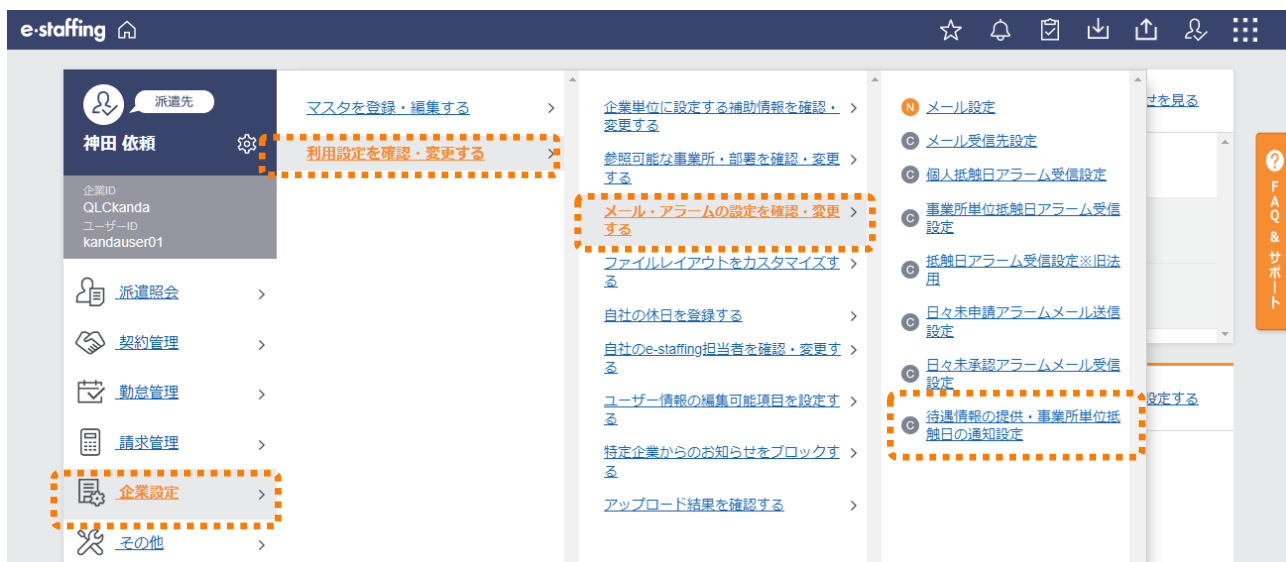 e-staffing
派遣先
神田 依頼
企業ID
QLCkanda
ユーザーID
kandauser01
派遣照会
契約管理
勤怠管理
請求管理
企業設定
その他
マスタを登録・編集する
利用設定を確認・変更する
企業単位に設定する補助情報を確認・
変更する
参照可能な事業所・部署を確認・変更
する
メール・アラームの設定を確認・変更
する
ファイルレイアウトをカスタマイズす
る
自社の休日を登録する
自社のe-staffing担当者を確認・変更す
る
ユーザー情報の編集可能項目を設定す
る
特定企業からのお知らせをブロックす
る
アップロード結果を確認する
N メール設定
C メール受信先設定
C 個人抵触日アラーム受信設定
C 事業所単位抵触日アラーム受信
設定
C 抵触日アラーム受信設定※旧法
用
C 日々未申請アラームメール送信
設定
C 日々未承認アラームメール受信
設定
C 待遇情報の提供・事業所単位抵
触日の通知設定
せを見る
設定する
? FAQ & サポート